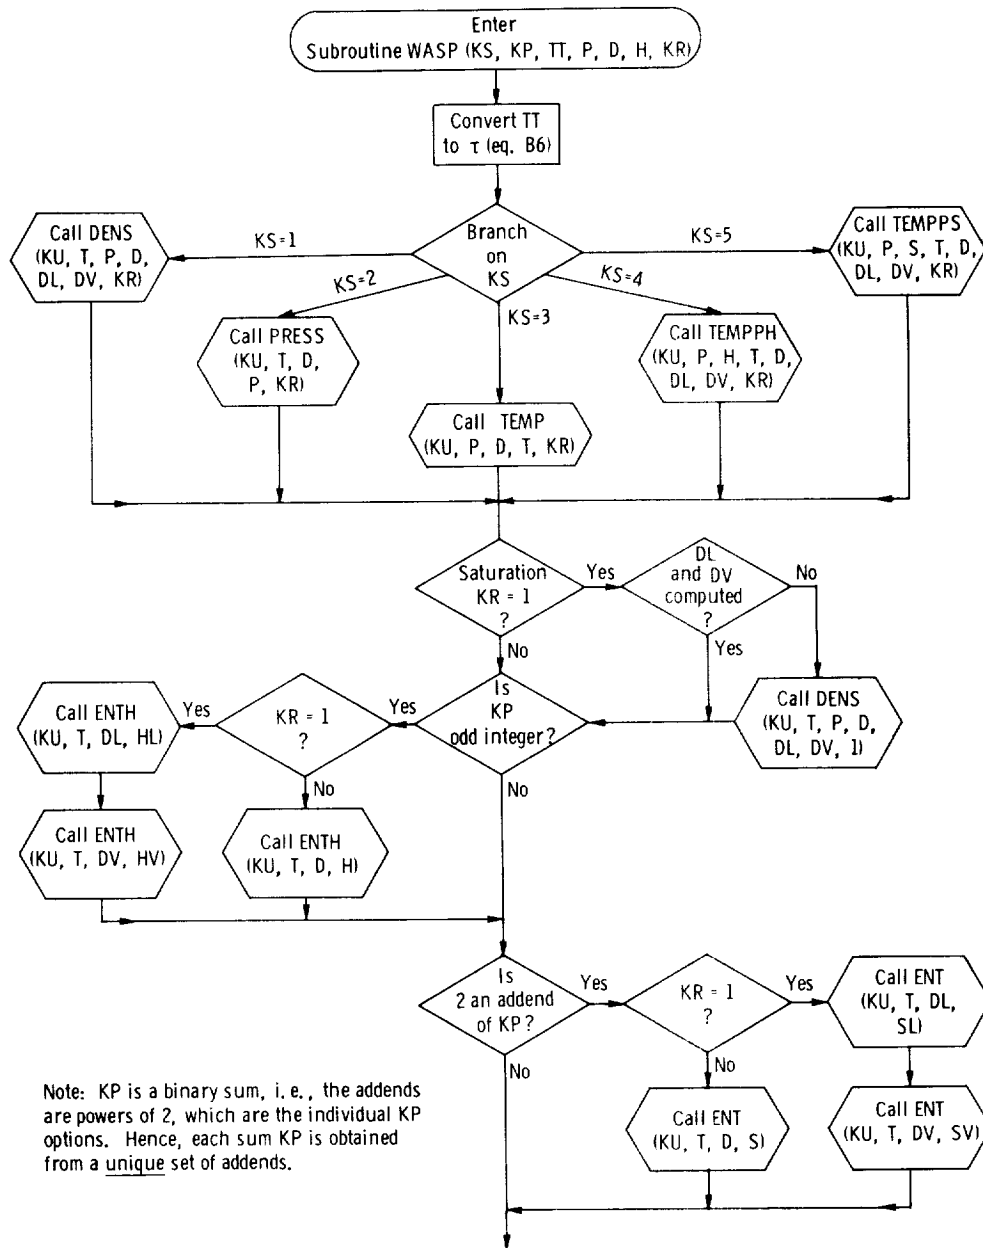 Enter
Subroutine WASP (KS, KP, TT, P, D, H, KR)
Convert TT
to τ (eq. B6)
Branch
on
KS
KS=1
KS=2
KS=3
KS=4
KS=5
Call DENS
(KU, T, P, D,
DL, DV, KR)
Call PRESS
(KU, T, D,
P, KR)
Call TEMP
(KU, P, D, T, KR)
Call TEMPPH
(KU, P, H, T, D,
DL, DV, KR)
Call TEMPPS
(KU, P, S, T, D,
DL, DV, KR)
Saturation
KR = 1
?
Yes
No
DL
and DV
computed
?
No
Yes
Call DENS
(KU, T, P, D,
DL, DV, 1)
Is
KP
odd integer?
Yes
No
KR = 1
?
Yes
No
Call ENTH
(KU, T, DL, HL)
Call ENTH
(KU, T, DV, HV)
Call ENTH
(KU, T, D, H)
Is
2 an addend
of KP?
Yes
No
KR = 1
?
Yes
No
Call ENT
(KU, T, DL,
SL)
Call ENT
(KU, T, D, S)
Call ENT
(KU, T, DV, SV)
Note: KP is a binary sum, i. e., the addends
are powers of 2, which are the individual KP
options. Hence, each sum KP is obtained
from a unique set of addends.